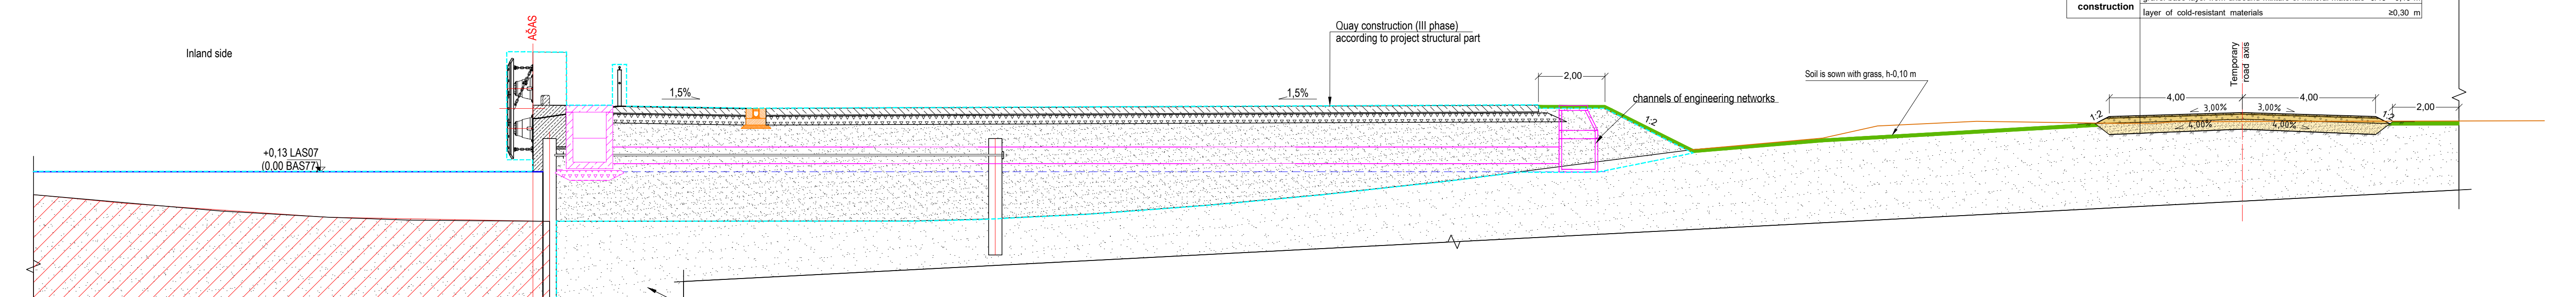 construction
layer of cold-resistant materials ≥0,30 m
Inland side
AŠAS
Quay construction (III phase)
according to project structural part
Temporary
road axis
2,00
Soil is sown with grass, h-0,10 m
1,5%
1,5%
channels of engineering networks
4,00
4,00
2,00
1:2
3,00%
3,00%
1:2
1:2
4,00%
4,00%
+0,13 LAS07
(0,00 BAS77)